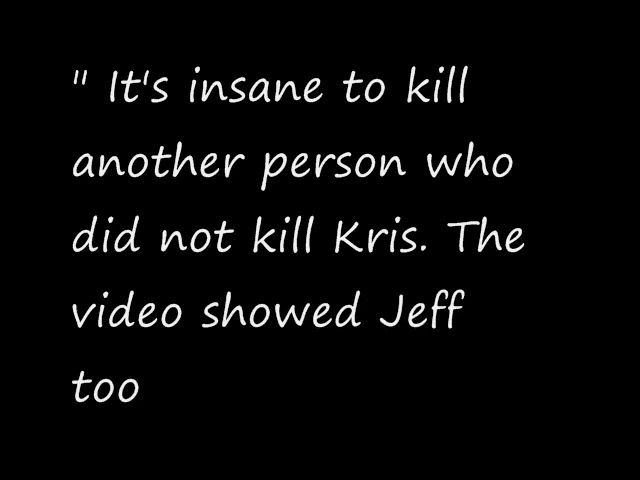 " It's insane to kill
another person who
did not kill Kris. The
video showed Jeff
too